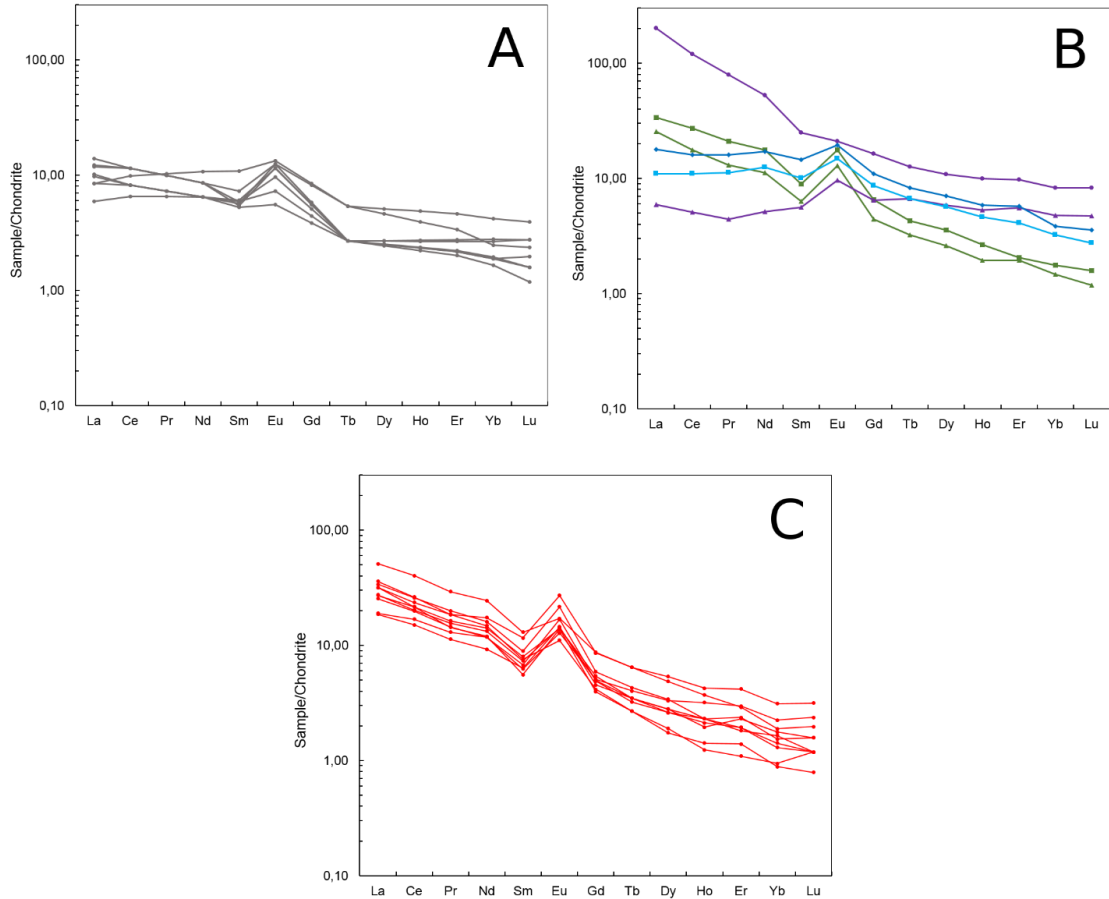 A
100,00
10,00
1,00
0,10
Sample/Chondrite
La Ce Pr Nd Sm Eu Gd Tb Dy Ho Er Yb Lu
B
100,00
10,00
1,00
0,10
Sample/Chondrite
La Ce Pr Nd Sm Eu Gd Tb Dy Ho Er Yb Lu
C
100,00
10,00
1,00
0,10
Sample/Chondrite
La Ce Pr Nd Sm Eu Gd Tb Dy Ho Er Yb Lu